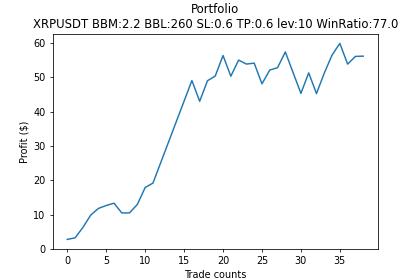 Portfolio
XRPUSDT BBM:2.2 BBL:260 SL:0.6 TP:0.6 lev:10 WinRatio:77.0
60
50
40
30
20
10
0
Profit ($)
0 5 10 15 20 25 30 35
Trade counts